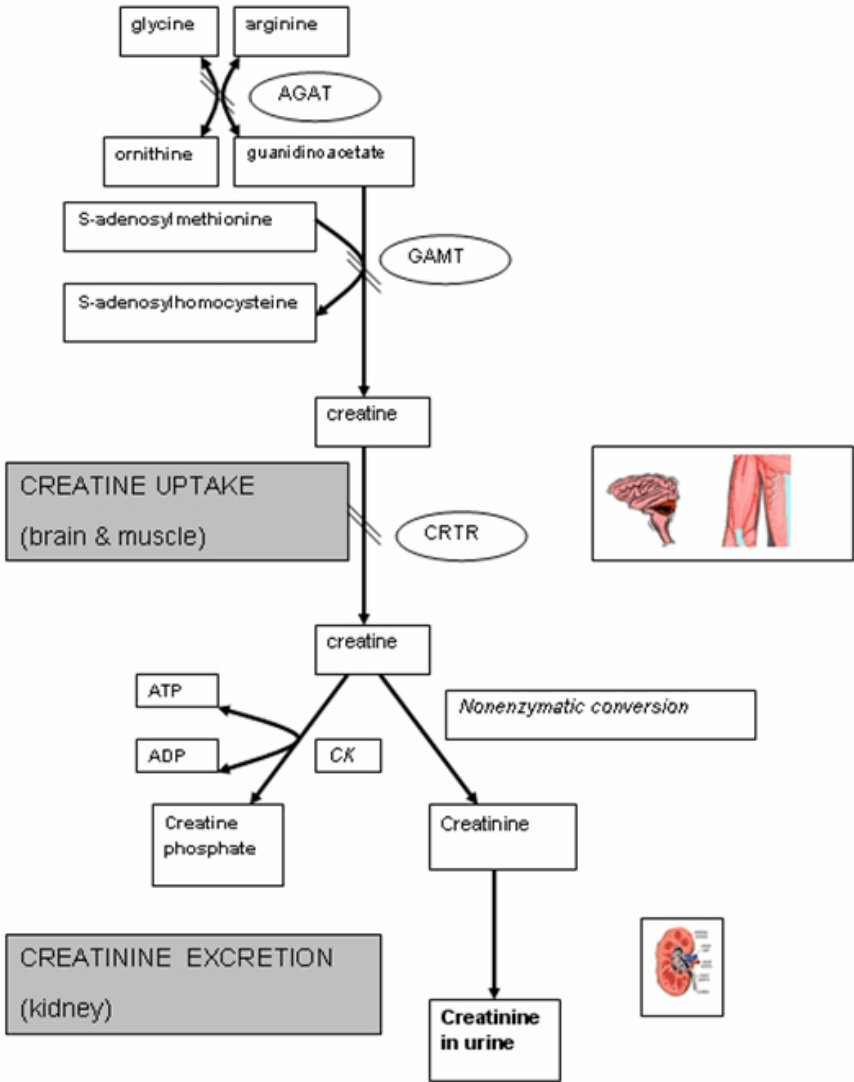 glycine
arginine
AGAT
ornithine
guanidinoacetate
S-adenosylmethionine
GAMT
S-adenosylhomocysteine
creatine
CREATINE UPTAKE
(brain & muscle)
CRTR
creatine
ATP
Nonenzymatic conversion
ADP
CK
Creatine
phosphate
Creatinine
CREATININE EXCRETION
(kidney)
Creatinine
in urine